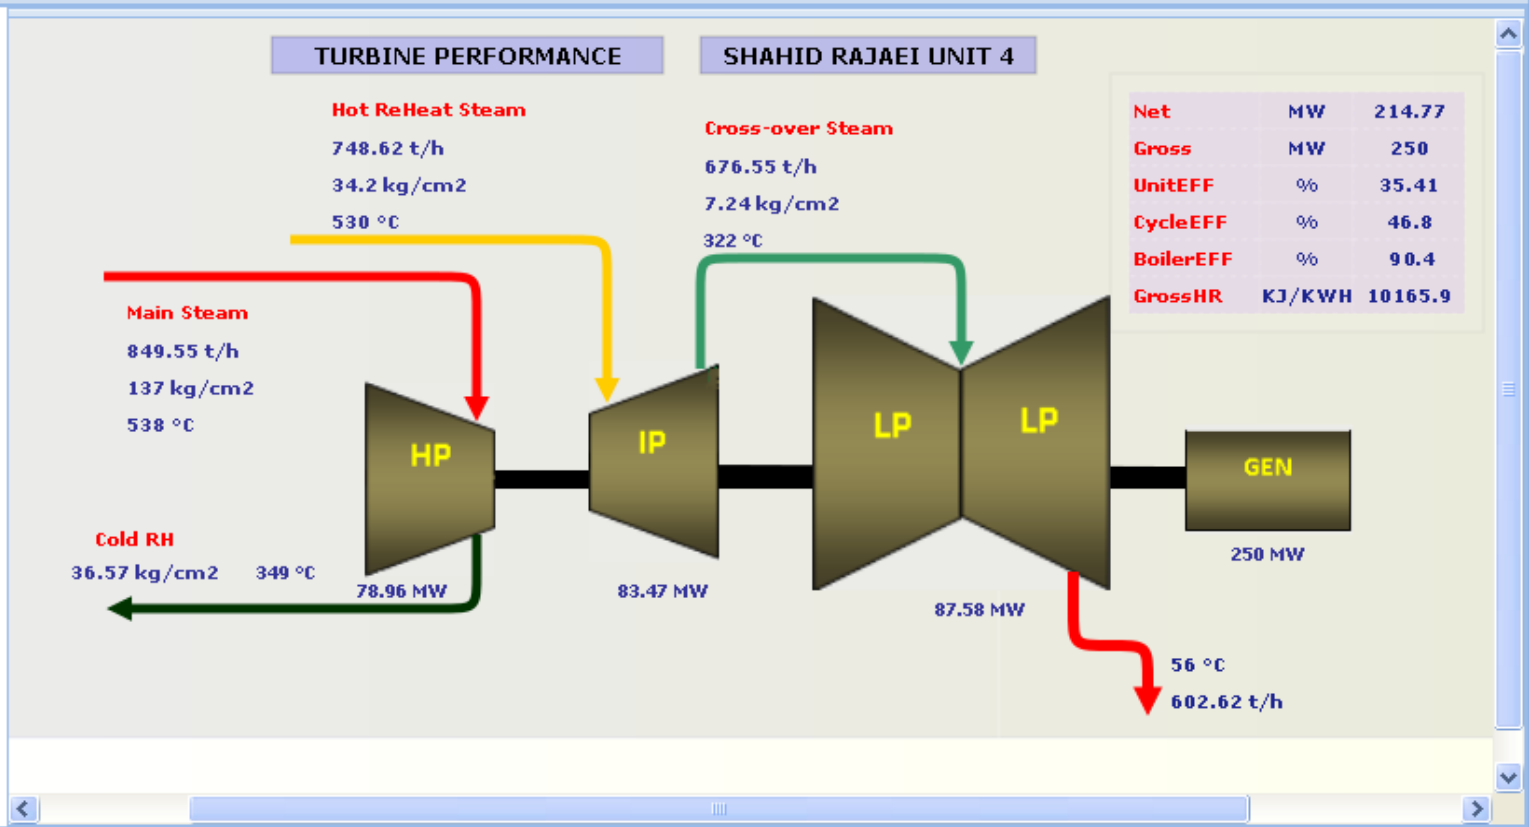 TURBINE PERFORMANCE
SHAHID RAJAEI UNIT 4
Hot ReHeat Steam
748.62 t/h
34.2 kg/cm2
530 °C
Cross-over Steam
676.55 t/h
7.24 kg/cm2
322 °C
Net MW 214.77
Gross MW 250
UnitEFF % 35.41
CycleEFF % 46.8
BoilerEFF % 90.4
GrossHR KJ/KWH 10165.9
Main Steam
849.55 t/h
137 kg/cm2
538 °C
HP
IP
LP
LP
GEN
Cold RH
36.57 kg/cm2 349 °C
78.96 MW
83.47 MW
87.58 MW
250 MW
56 °C
602.62 t/h